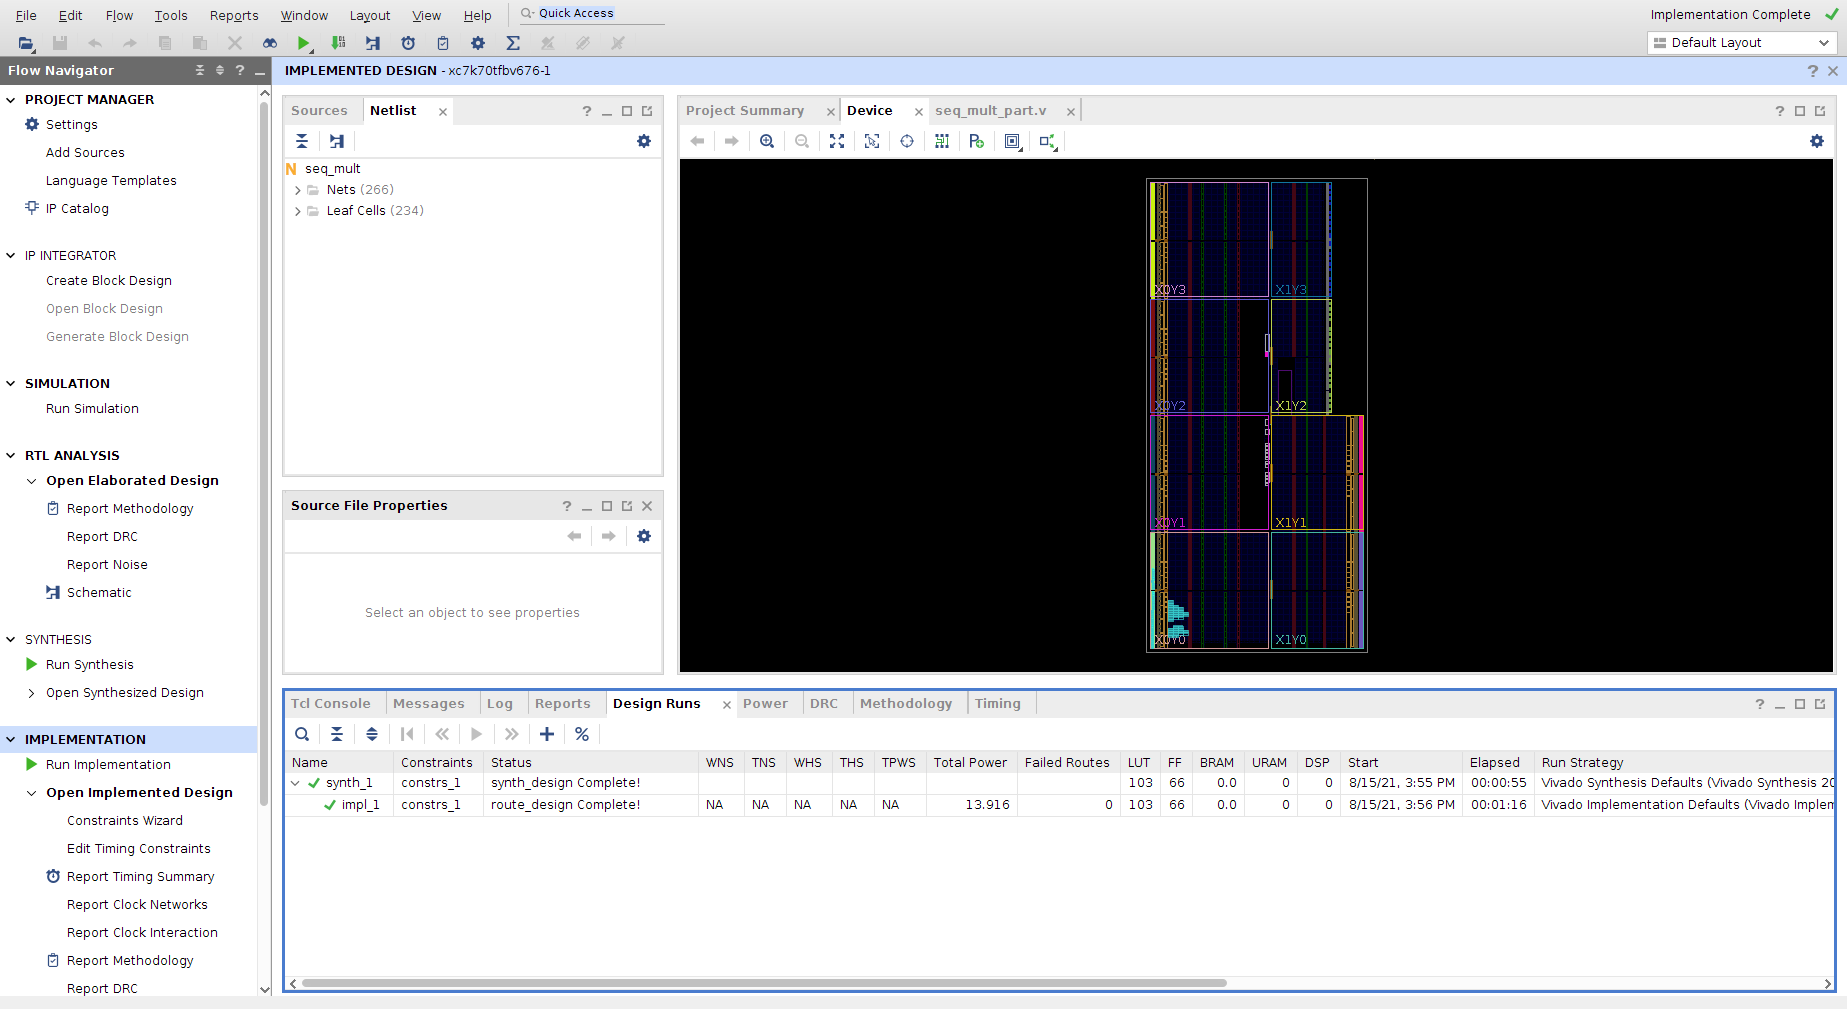 File Edit Flow Tools Reports Window Layout View Help Quick Access Implementation Complete
Default Layout
Flow Navigator
PROJECT MANAGER
Settings
Add Sources
Language Templates
IP Catalog
IP INTEGRATOR
Create Block Design
Open Block Design
Generate Block Design
SIMULATION
Run Simulation
RTL ANALYSIS
Open Elaborated Design
Report Methodology
Report DRC
Report Noise
Schematic
SYNTHESIS
Run Synthesis
Open Synthesized Design
IMPLEMENTATION
Run Implementation
Open Implemented Design
Constraints Wizard
Edit Timing Constraints
Report Timing Summary
Report Clock Networks
Report Clock Interaction
Report Methodology
Report DRC
IMPLEMENTED DESIGN - xc7k70tfbv676-1
Sources Netlist
N seq_mult
Nets (266)
Leaf Cells (234)
Source File Properties
Select an object to see properties
Project Summary Device seq_mult_part.v
X0Y3 X1Y3
X0Y2 X1Y2
X0Y1 X1Y1
X0Y0 X1Y0
Tcl Console Messages Log Reports Design Runs Power DRC Methodology Timing
Name Constraints Status WNS TNS WHS THS TPWS Total Power Failed Routes LUT FF BRAM URAM DSP Start Elapsed Run Strategy
synth_1 constrs_1 synth_design Complete! 103 66 0.0 0 0 8/15/21, 3:55 PM 00:00:55 Vivado Synthesis Defaults (Vivado Synthesis 20
impl_1 constrs_1 route_design Complete! NA NA NA NA NA 13.916 0 103 66 0.0 0 0 8/15/21, 3:56 PM 00:01:16 Vivado Implementation Defaults (Vivado Implem